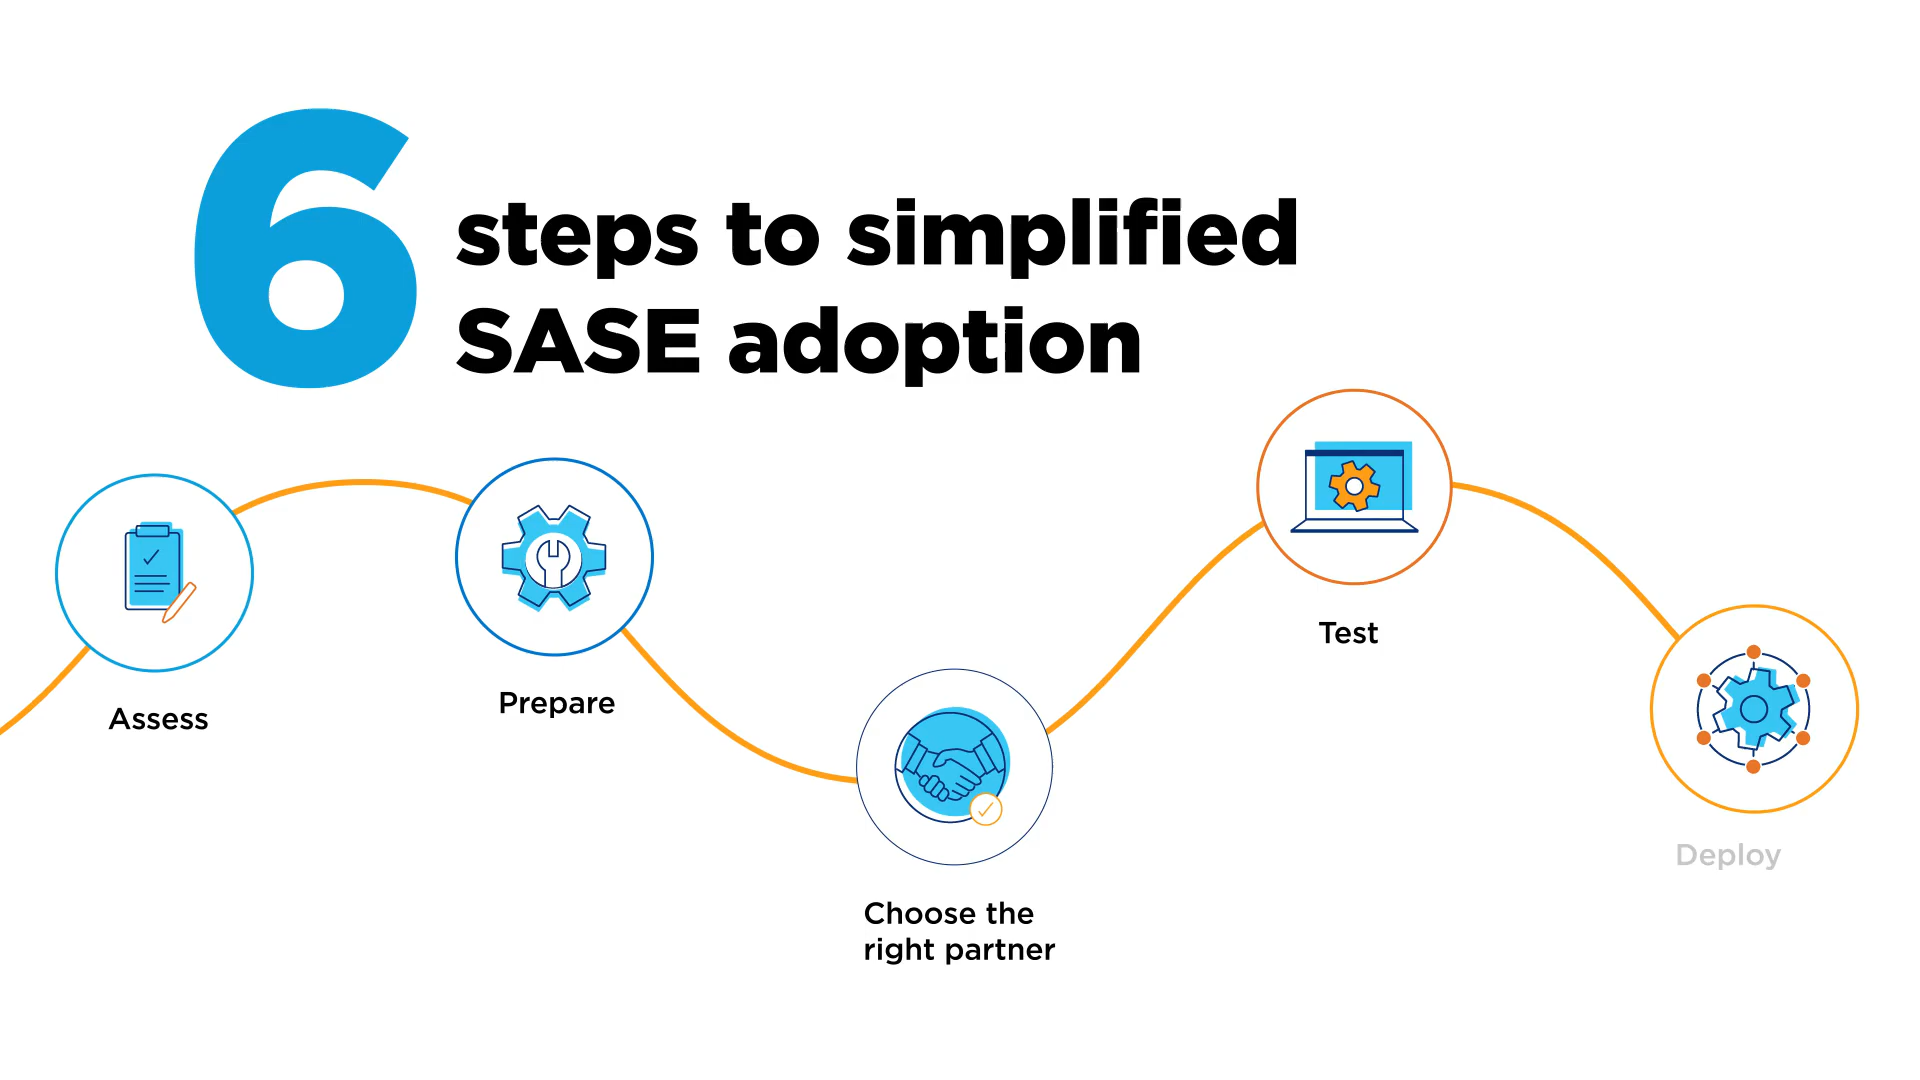 6 steps to simplified
SASE adoption
Assess
Prepare
Choose the
right partner
Test
Deploy